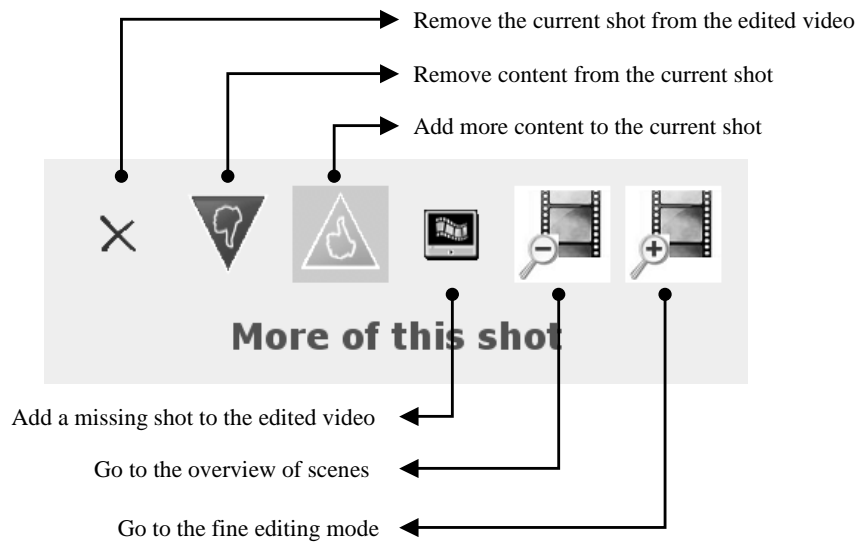 Remove the current shot from the edited video
Remove content from the current shot
Add more content to the current shot
More of this shot
Add a missing shot to the edited video
Go to the overview of scenes
Go to the fine editing mode